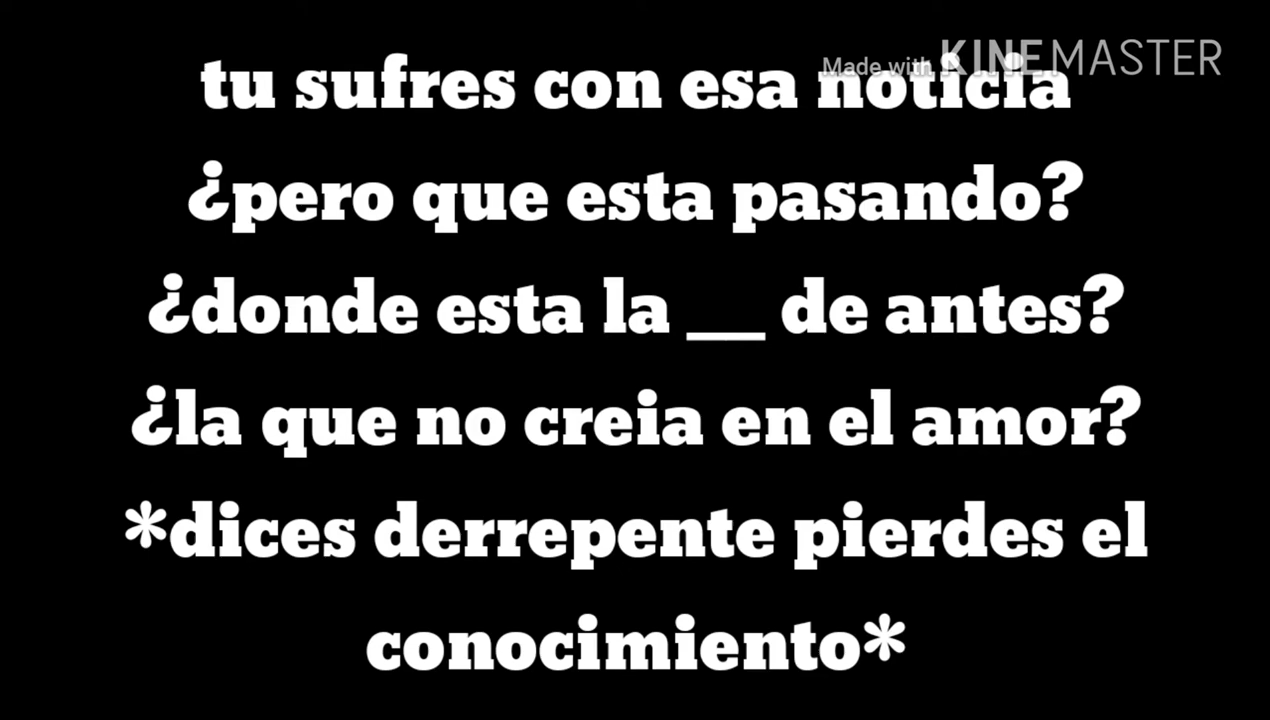 Made with KINEMASTER
tu sufres con esa noticia
¿pero que esta pasando?
¿donde esta la __ de antes?
¿la que no creia en el amor?
*dices derrepente pierdes el
conocimiento*